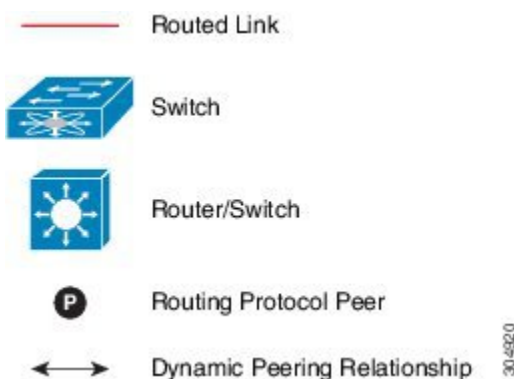 Routed Link
Switch
Router/Switch
P
Routing Protocol Peer
Dynamic Peering Relationship
304920